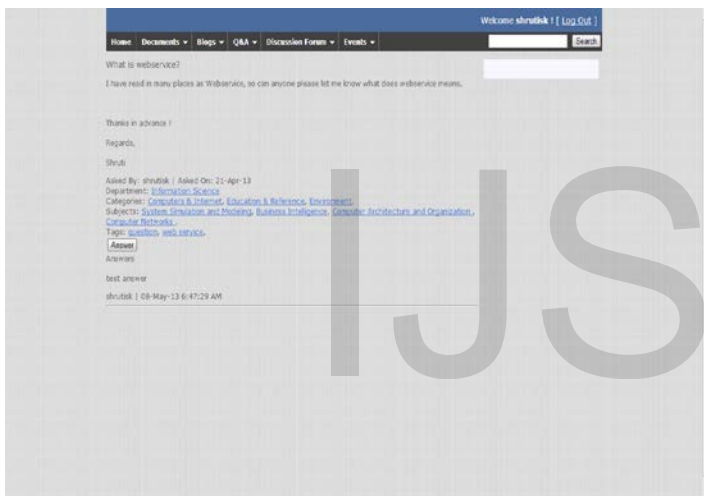 Welcome shrutisk ! [ Log Out ]
Home Documents Blogs Q&A Discussion Forum Events Search
What is webservice?
I have read in many places as Webservice, so can anyone please let me know what does webservice means.
Thanks in advance !
Regards,
Shruti
Asked By: shrutisk | Asked On: 21-Apr-13
Department: Information Science
Categories: Computers & Internet, Education & Reference, Environment,
Subjects: System Simulation and Modeling, Business Intelligence, Computer Architecture and Organization ,
Computer Networks ,
Tags: question, web service,
Answer
Answers
test answer
shrutisk | 08-May-13 6:47:29 AM
IJS